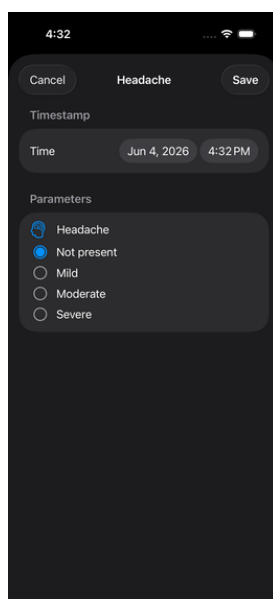 4:32
Cancel Headache Save
Timestamp
Time Jun 4, 2026 4:32 PM
Parameters
Headache
Not present
Mild
Moderate
Severe